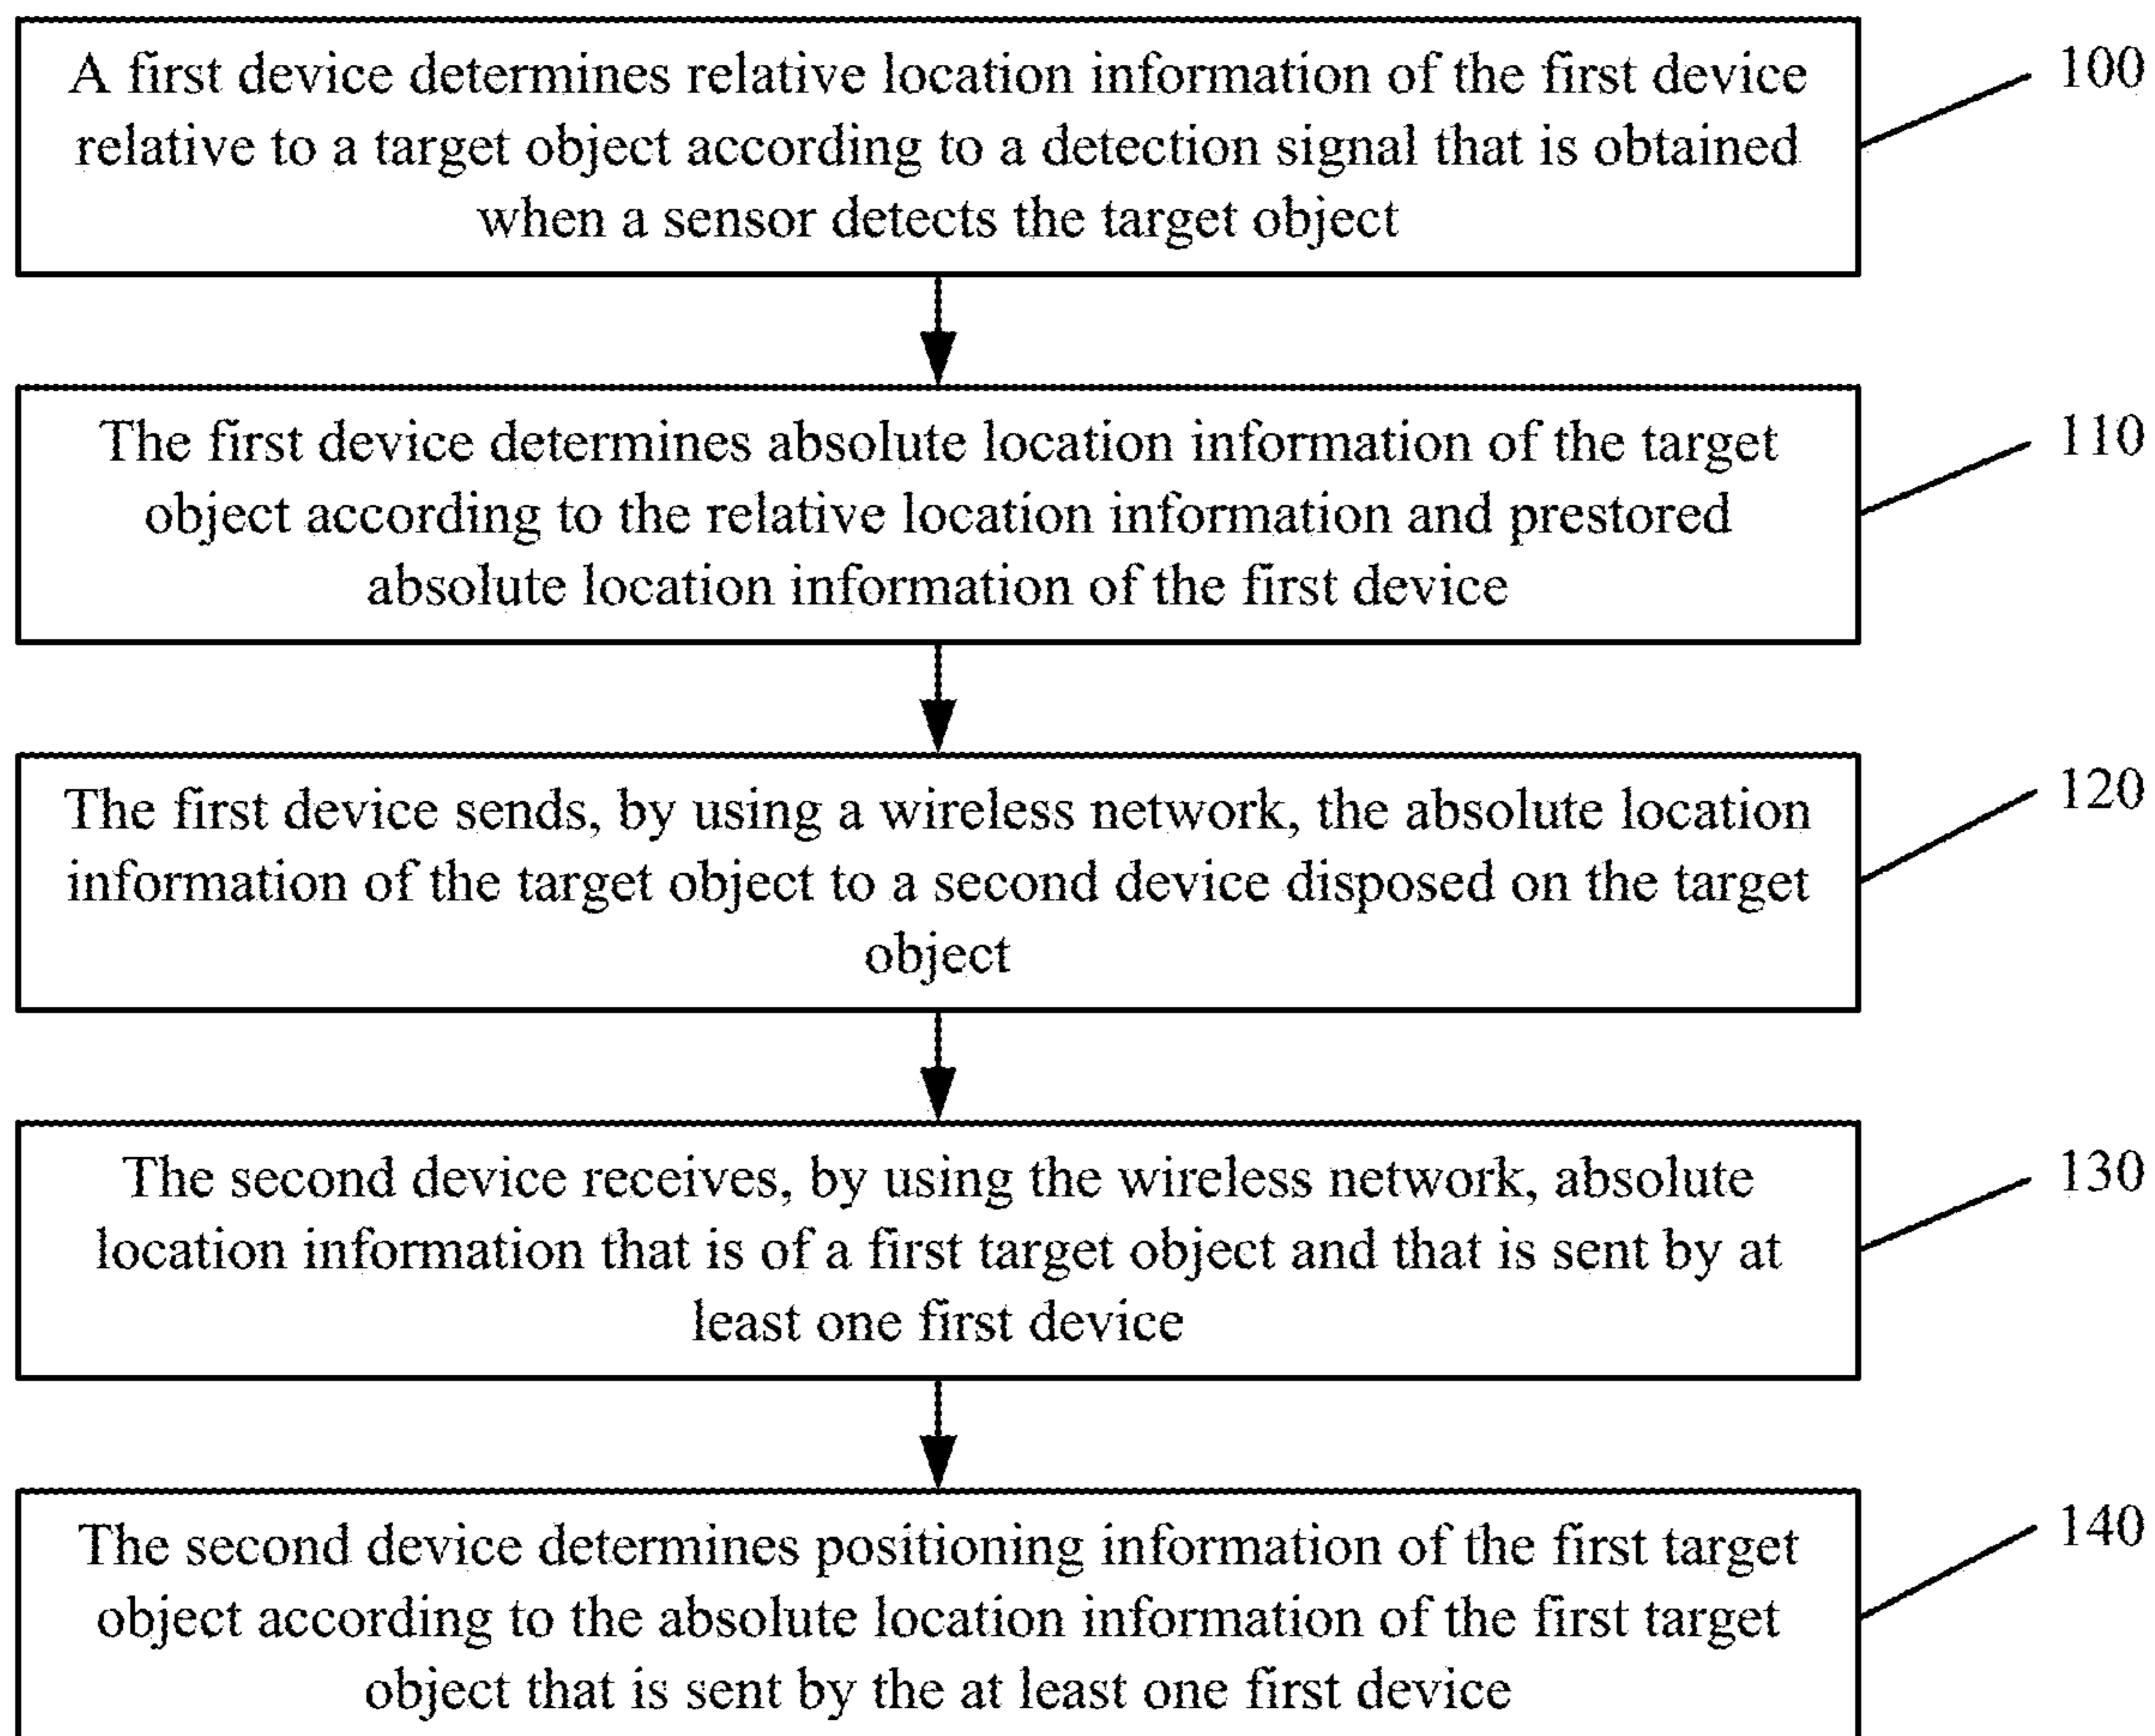 A first device determines relative location information of the first device
relative to a target object according to a detection signal that is obtained
when a sensor detects the target object
100
The first device determines absolute location information of the target
object according to the relative location information and prestored
absolute location information of the first device
110
The first device sends, by using a wireless network, the absolute location
information of the target object to a second device disposed on the target
object
120
The second device receives, by using the wireless network, absolute
location information that is of a first target object and that is sent by at
least one first device
130
The second device determines positioning information of the first target
object according to the absolute location information of the first target
object that is sent by the at least one first device
140